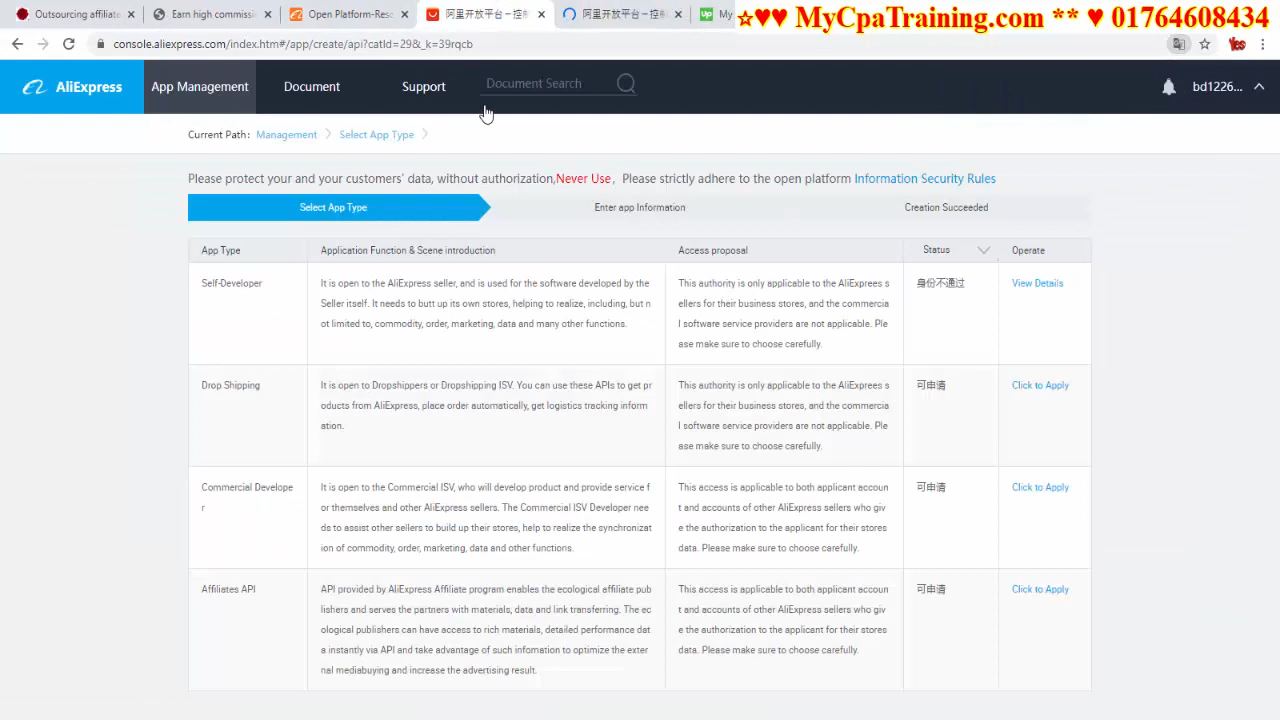 Outsourcing affiliate
Earn high commissi
Open Platform-Res
阿里开放平台 – 控
阿里开放平台 – 控
Up My
☆♥♥ MyCpaTraining.com ** ♥ 01764608434
console.aliexpress.com/index.htm#/app/create/api?catId=29&_k=39rqcb
Yes
AliExpress
App Management
Document
Support
Document Search
bd1226...
Current Path: Management > Select App Type >
Please protect your and your customers' data, without authorization,Never Use，Please strictly adhere to the open platform Information Security Rules
Select App Type
Enter app Information
Creation Succeeded
App Type
Application Function & Scene introduction
Access proposal
Status
Operate
Self-Developer
It is open to the AliExpress seller, and is used for the software developed by the
Seller itself. It needs to butt up its own stores, helping to realize, including, but n
ot limited to, commodity, order, marketing, data and many other functions.
This authority is only applicable to the AliExprees s
ellers for their business stores, and the commercia
l software service providers are not applicable. Ple
ase make sure to choose carefully.
身份不通过
View Details
Drop Shipping
It is open to Dropshippers or Dropshipping ISV. You can use these APIs to get pr
oducts from AliExpress, place order automatically, get logistics tracking inform
ation.
This authority is only applicable to the AliExprees s
ellers for their business stores, and the commercia
l software service providers are not applicable. Ple
ase make sure to choose carefully.
可申请
Click to Apply
Commercial Develope
r
It is open to the Commercial ISV, who will develop product and provide service f
or themselves and other AliExpress sellers. The Commercial ISV Developer nee
ds to assist other sellers to build up their stores, help to realize the synchronizat
ion of commodity, order, marketing, data and other functions.
This access is applicable to both applicant accoun
t and accounts of other AliExpress sellers who giv
e the authorization to the applicant for their stores
data. Please make sure to choose carefully.
可申请
Click to Apply
Affiliates API
API provided by AliExpress Affiliate program enables the ecological affiliate pub
lishers and serves the partners with materials, data and link transferring. The ec
ological publishers can have access to rich materials, detailed performance dat
a instantly via API and take advantage of such infomation to optimize the exter
nal mediabuying and increase the advertising result.
This access is applicable to both applicant accoun
t and accounts of other AliExpress sellers who giv
e the authorization to the applicant for their stores
data. Please make sure to choose carefully.
可申请
Click to Apply